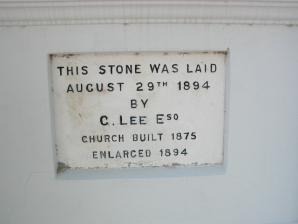 THIS STONE WAS LAID
AUGUST 29TH 1894
BY
C. LEE ESQ
CHURCH BUILT 1875
ENLARGED 1894